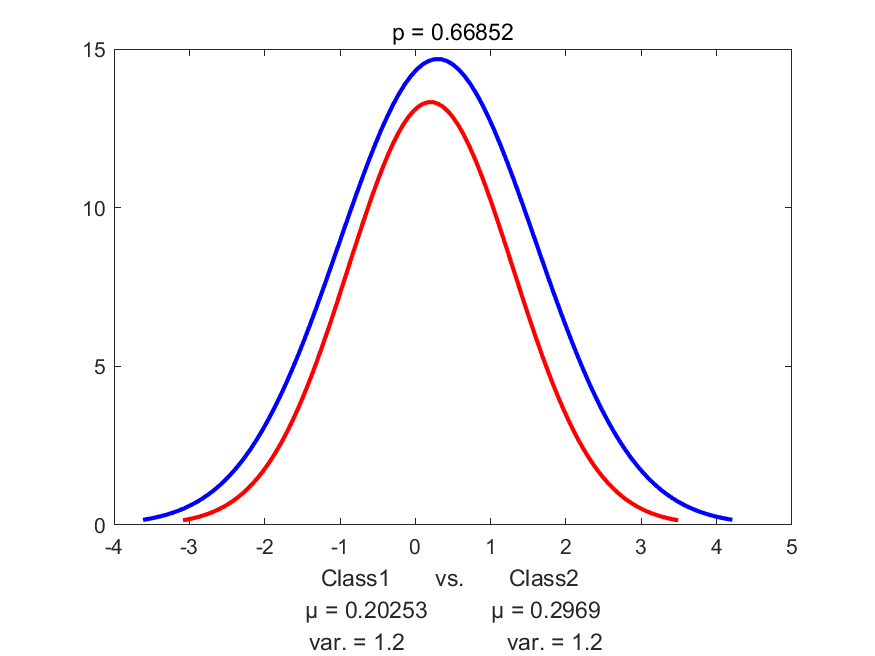 p = 0.66852
15
10
5
0
-4 -3 -2 -1 0 1 2 3 4 5
Class1 vs. Class2
μ = 0.20253 μ = 0.2969
var. = 1.2 var. = 1.2